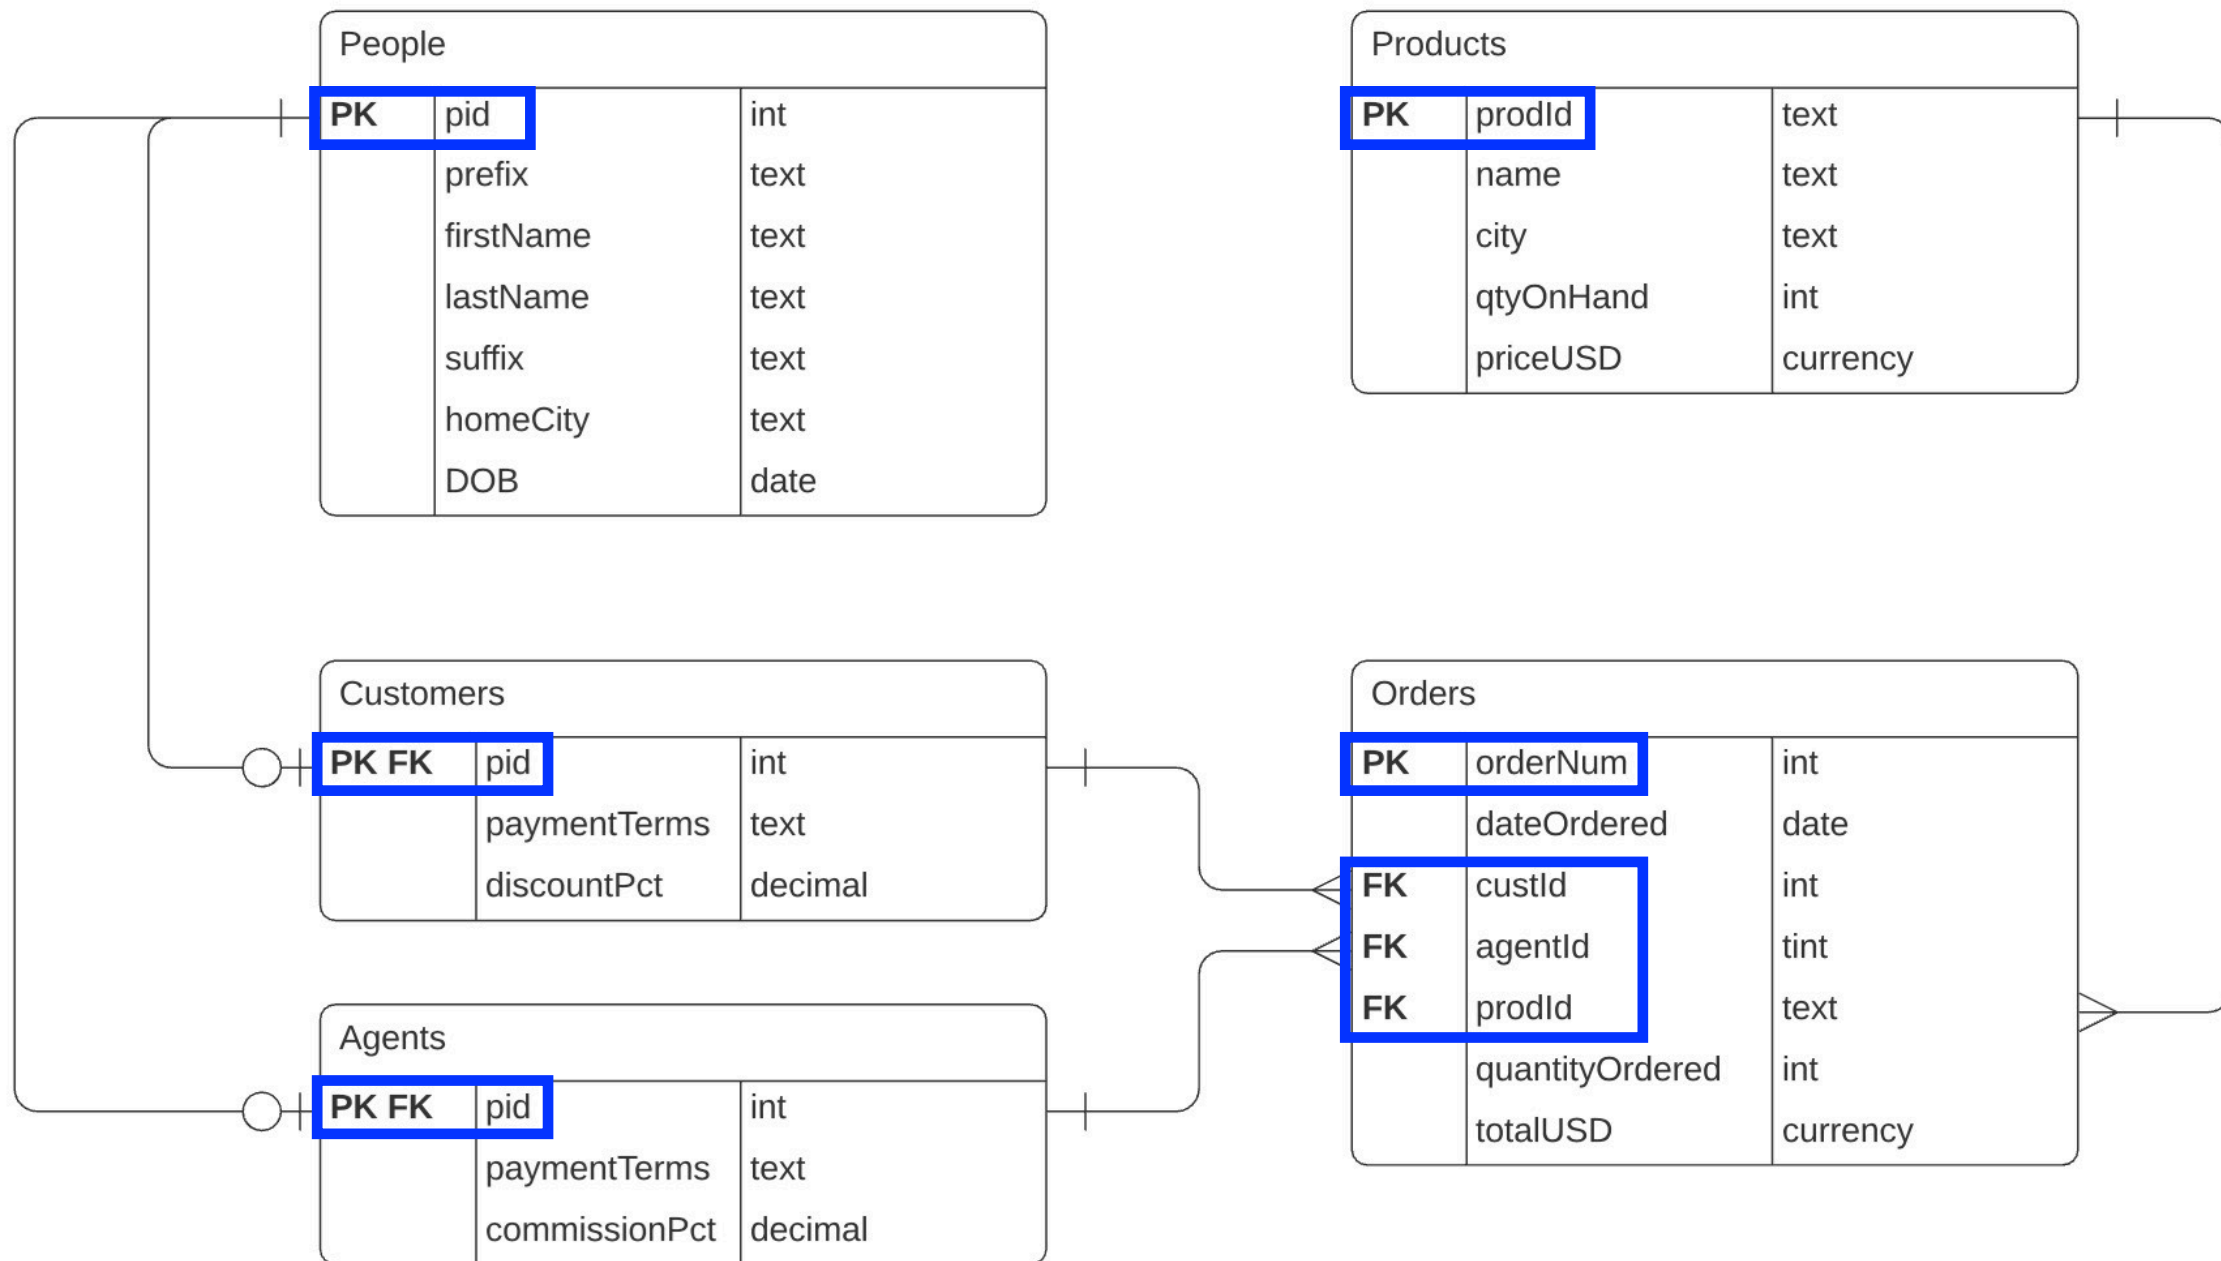 People
PK pid int
prefix text
firstName text
lastName text
suffix text
homeCity text
DOB date
Products
PK prodId text
name text
city text
qtyOnHand int
priceUSD currency
Customers
PK FK pid int
paymentTerms text
discountPct decimal
Agents
PK FK pid int
paymentTerms text
commissionPct decimal
Orders
PK orderNum int
dateOrdered date
FK custId int
FK agentId tint
FK prodId text
quantityOrdered int
totalUSD currency